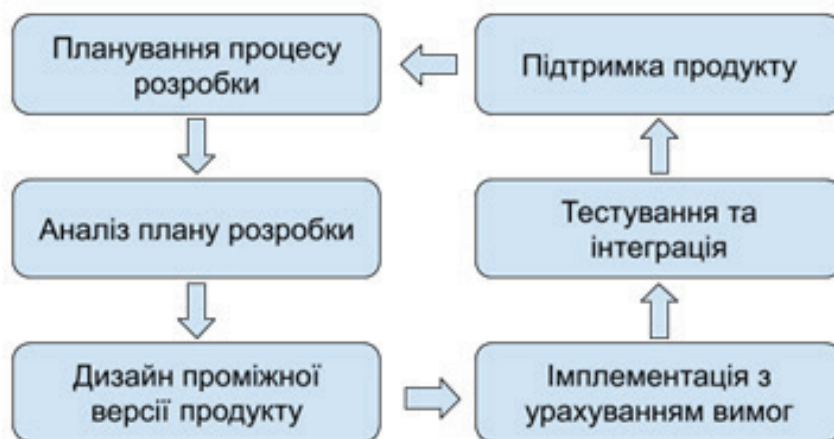 Планування процесу
розробки
Аналіз плану розробки
Дизайн проміжної
версії продукту
Імплементація з
урахуванням вимог
Тестування та
інтеграція
Підтримка продукту